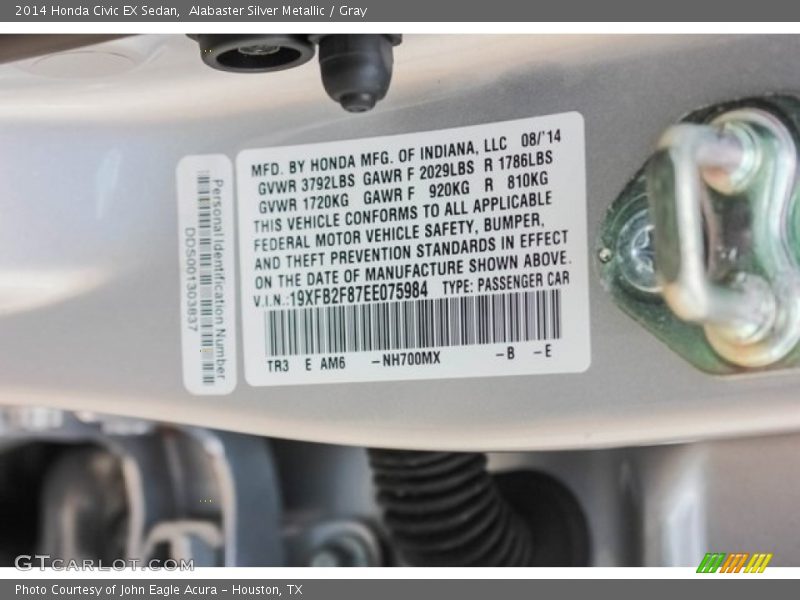 2014 Honda Civic EX Sedan,  Alabaster Silver Metallic / Gray
MFD. BY HONDA MFG. OF INDIANA, LLC 08/'14
GVWR 3792LBS GAWR F 2029LBS R 1786LBS
GVWR 1720KG GAWR F 920KG R 810KG
THIS VEHICLE CONFORMS TO ALL APPLICABLE
FEDERAL MOTOR VEHICLE SAFETY, BUMPER,
AND THEFT PREVENTION STANDARDS IN EFFECT
ON THE DATE OF MANUFACTURE SHOWN ABOVE.
V.I.N.:19XFB2F87EE075984 TYPE: PASSENGER CAR
TR3 E AM6 -NH700MX -B -E
Personal Identification Number
DDS001303837
GTCARLOT.COM
Photo Courtesy of John Eagle Acura - Houston, TX